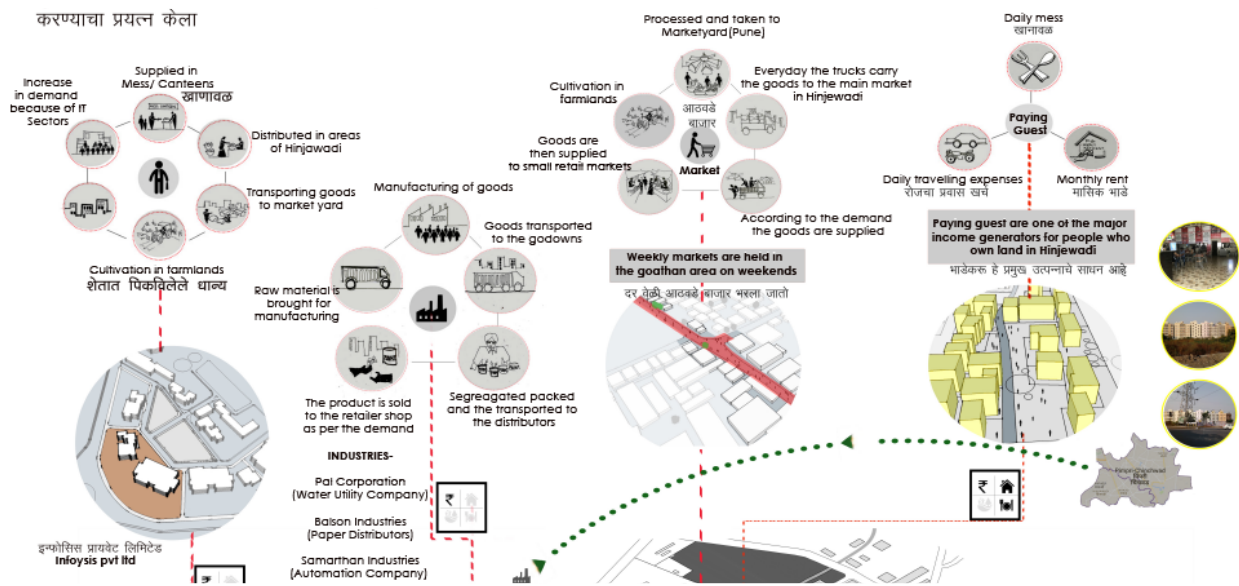 करण्याचा प्रयत्न केला
Increase
in demand
because of IT
Sectors
Supplied in
Mess/ Canteens
खाणावळ
Distributed in areas
of Hinjawadi
Transporting goods
to market yard
Cultivation in farmlands
शेतात पिकविलेले धान्य
इन्फोसिस प्रायवेट लिमिटेड
Infoysis pvt ltd
₹
Manufacturing of goods
Goods transported
to the godowns
Raw material is
brought for
manufacturing
The product is sold
to the retailer shop
as per the demand
Segreagated packed
and the transported to
the distributors
INDUSTRIES-
Pai Corporation
(Water Utility Company)
Balson Industries
(Paper Distributors)
Samarthan Industries
(Automation Company)
₹
Processed and taken to
Marketyard(Pune)
Cultivation in
farmlands
Everyday the trucks carry
the goods to the main market
in Hinjewadi
आठवडे
बाजार
Market
Goods are
then supplied
to small retail markets
According to the demand
the goods are supplied
Weekly markets are held in
the goathan area on weekends
दर वेळी आठवडे बाजार भरला जातो
Daily mess
खानावळ
Paying
Guest
Daily travelling expenses
रोजचा प्रवास खर्च
Monthly rent
मासिक भाडे
Paying guest are one of the major
income generators for people who
own land in Hinjewadi
भाडेकरू हे प्रमुख उत्पन्नाचे साधन आहे
₹
Pimpri-Chinchwad